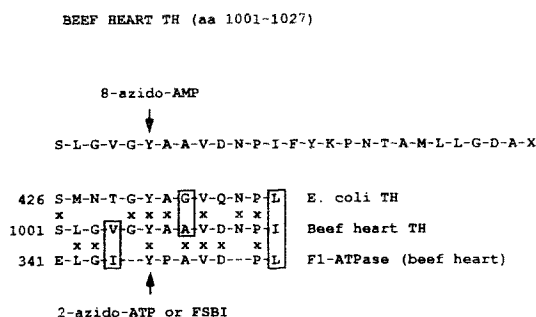 BEEF HEART TH (aa 1001-1027)
8-azido-AMP
S-L-G-V-G-Y-A-A-V-D-N-P-I-F-Y-K-P-N-T-A-M-L-L-G-D-A-X
426 S-M-N-T-G-Y-A-G-V-Q-N-P-L E. coli TH
x x x x x x x
1001 S-L-G-V-G-Y-A-A-V-D-N-P-I Beef heart TH
x x x x x x x
341 E-L-G-I---Y-P-A-V-D---P-L F1-ATPase (beef heart)
2-azido-ATP or FSBI